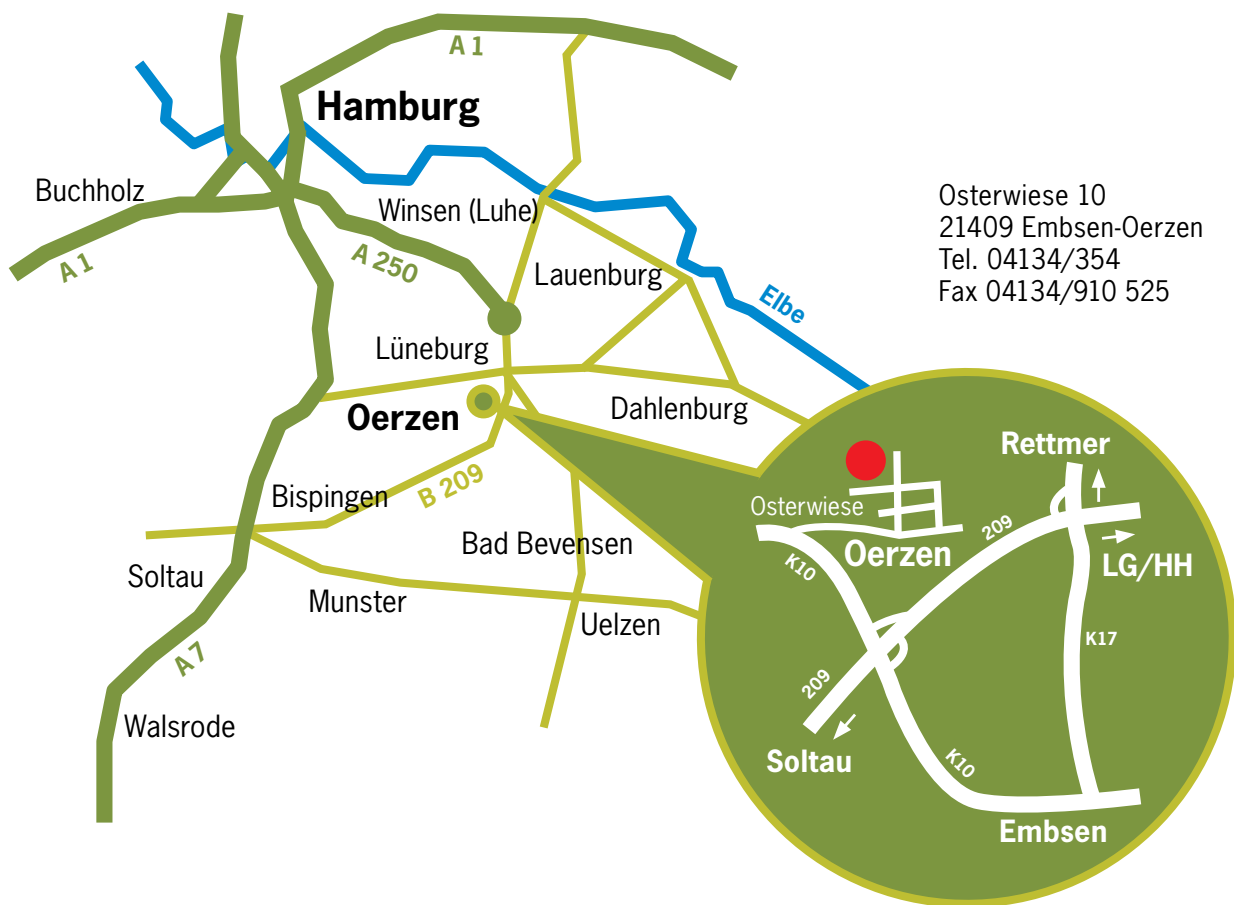 A 1
Hamburg
Buchholz
Winsen (Luhe)
A 1
A 250
Lauenburg
Elbe
Osterwiese 10
21409 Embsen-Oerzen
Tel. 04134/354
Fax 04134/910 525
Lüneburg
Oerzen
Dahlenburg
B 209
Bispingen
Bad Bevensen
Soltau
Munster
Uelzen
A 7
Walsrode
Rettmer
Osterwiese
209
Oerzen
K10
LG/HH
K17
209
Soltau
K10
Embsen